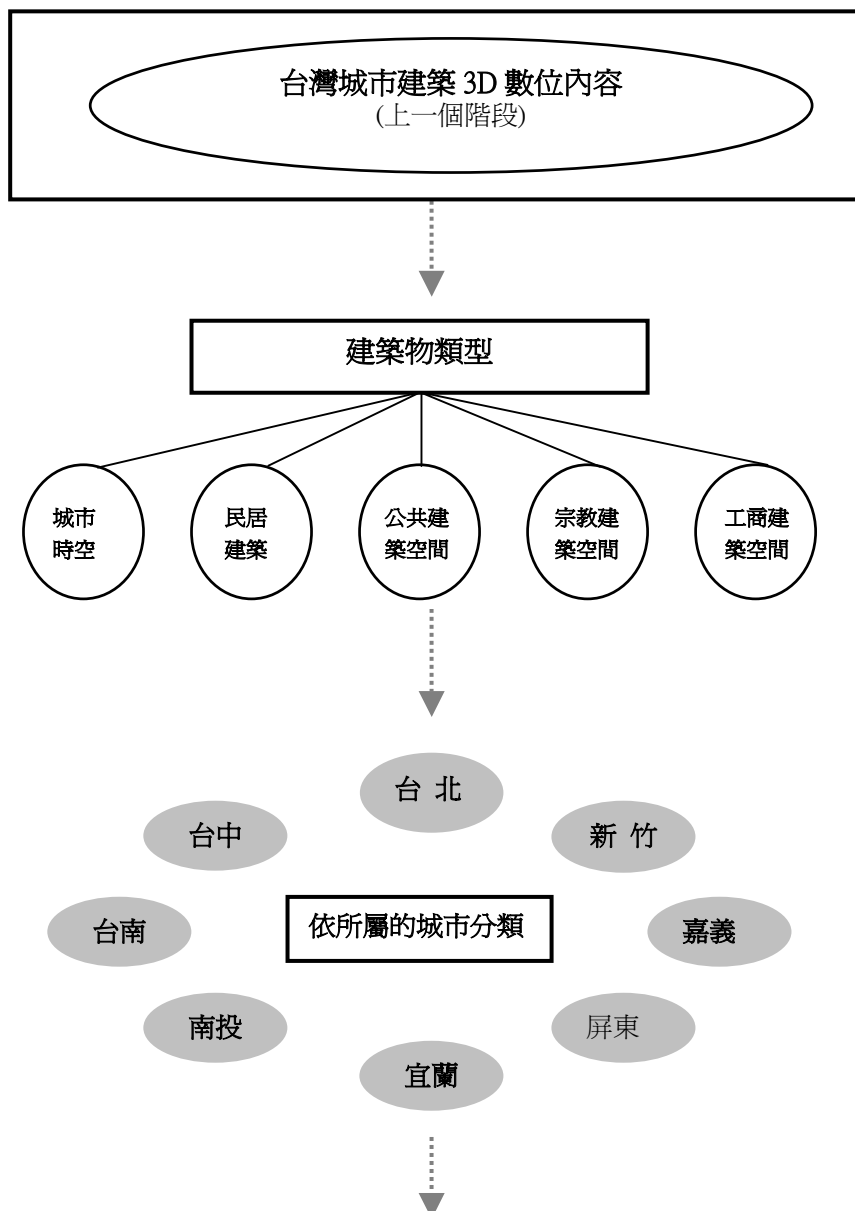 台灣城市建築 3D 數位內容
(上一個階段)
建築物類型
城市
時空
民居
建築
公共建
築空間
宗教建
築空間
工商建
築空間
台 北
台中
新 竹
台南
依所屬的城市分類
嘉義
南投
屏東
宜蘭